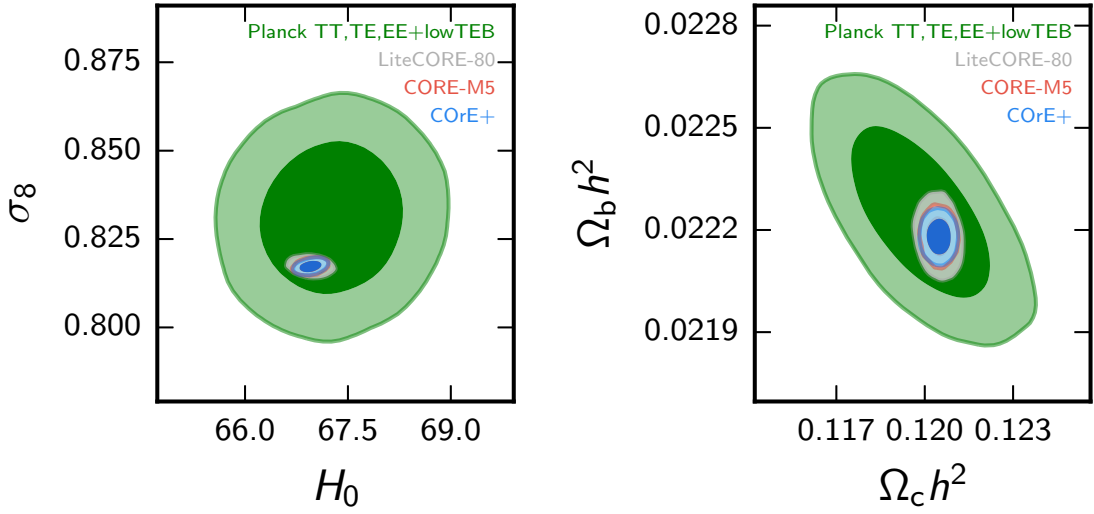 Planck TT,TE,EE+lowTEB
LiteCORE-80
CORE-M5
COrE+
0.875
0.850
0.825
0.800
σ8
66.0 67.5 69.0
H0
Planck TT,TE,EE+lowTEB
LiteCORE-80
CORE-M5
COrE+
0.0228
0.0225
0.0222
0.0219
Ωbh²
0.117 0.120 0.123
Ωch²